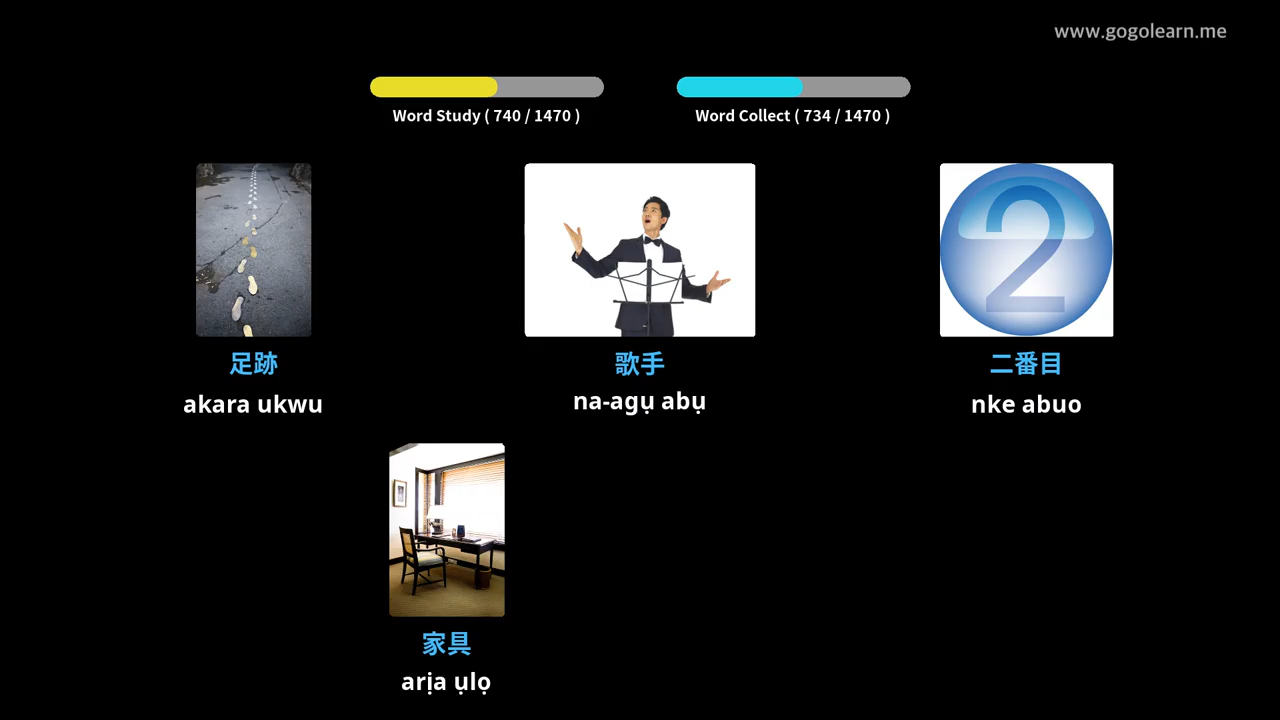 www.gogolearn.me
Word Study ( 740 / 1470 )
Word Collect ( 734 / 1470 )
2
足跡
akara ukwu
歌手
na-agụ abụ
二番目
nke abuo
家具
arịa ụlọ